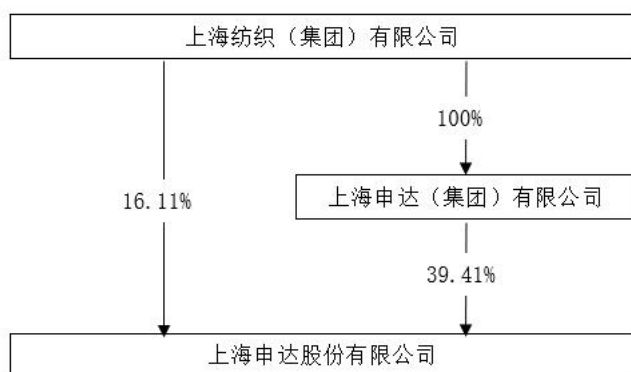 上海纺织（集团）有限公司
100%
16.11%
上海申达（集团）有限公司
39.41%
上海申达股份有限公司